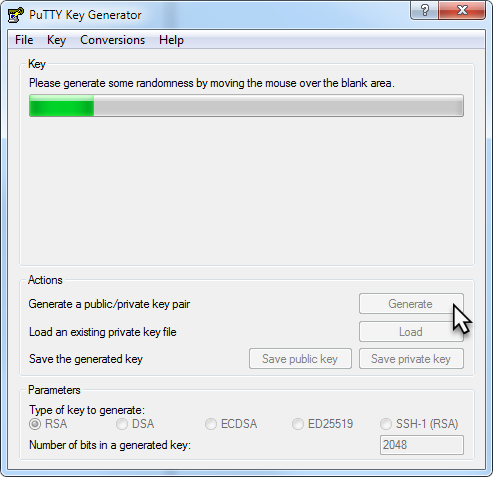 PuTTY Key Generator
?
File Key Conversions Help
Key
Please generate some randomness by moving the mouse over the blank area.
Actions
Generate a public/private key pair
Generate
Load an existing private key file
Load
Save the generated key
Save public key
Save private key
Parameters
Type of key to generate:
RSA DSA ECDSA ED25519 SSH-1 (RSA)
Number of bits in a generated key:
2048